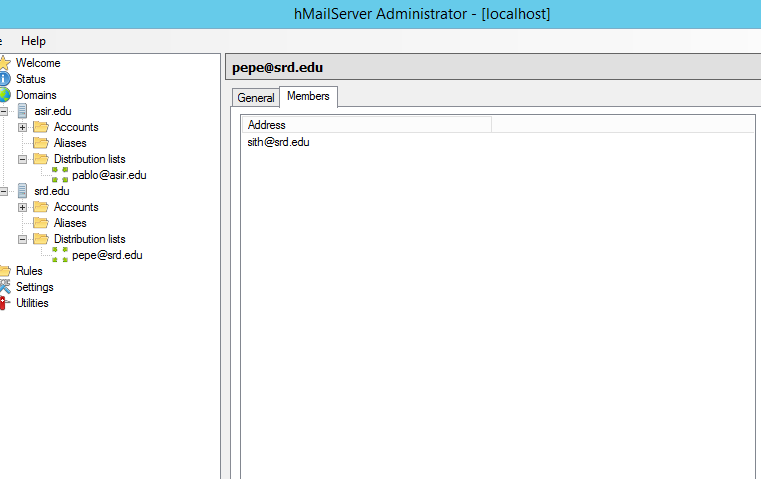 hMailServer Administrator - [localhost]
Help
Welcome
Status
Domains
asir.edu
Accounts
Aliases
Distribution lists
pablo@asir.edu
srd.edu
Accounts
Aliases
Distribution lists
pepe@srd.edu
Rules
Settings
Utilities
pepe@srd.edu
General Members
Address
sith@srd.edu